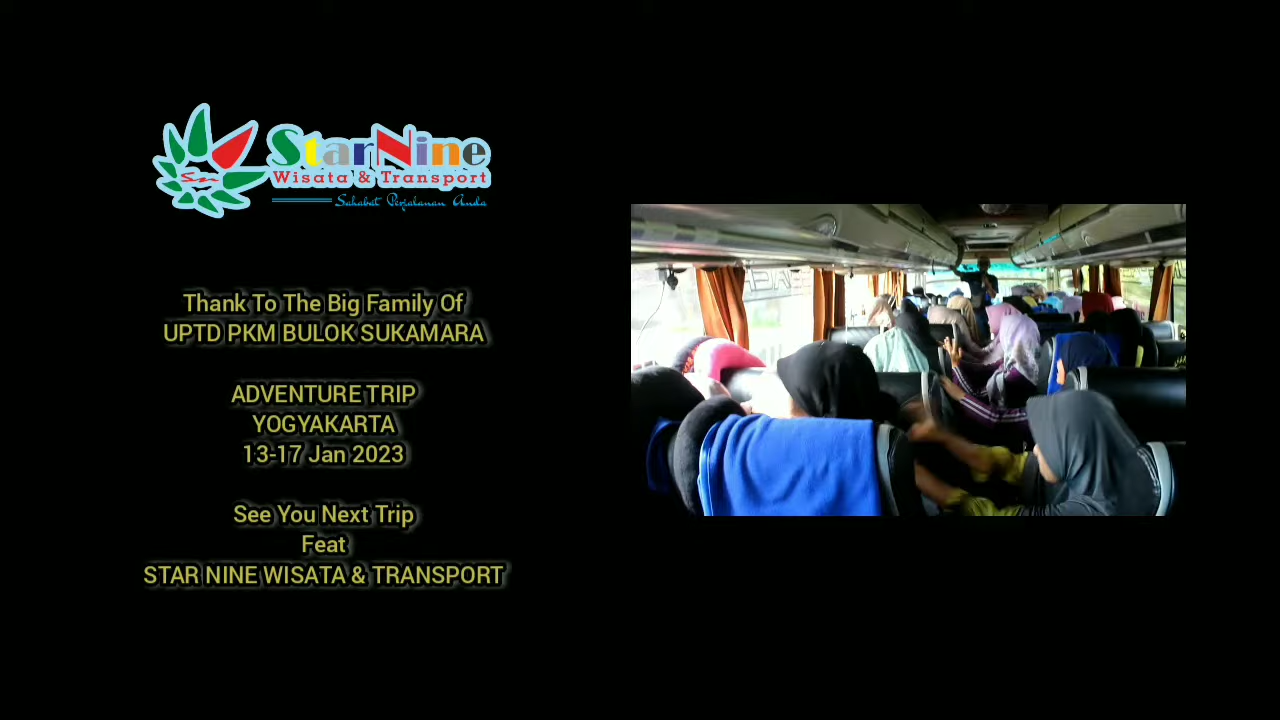 StarNine
Wisata & Transport
Sahabat Perjalanan Anda
Sn
Thank To The Big Family Of
UPTD PKM BULOK SUKAMARA
ADVENTURE TRIP
YOGYAKARTA
13-17 Jan 2023
See You Next Trip
Feat
STAR NINE WISATA & TRANSPORT